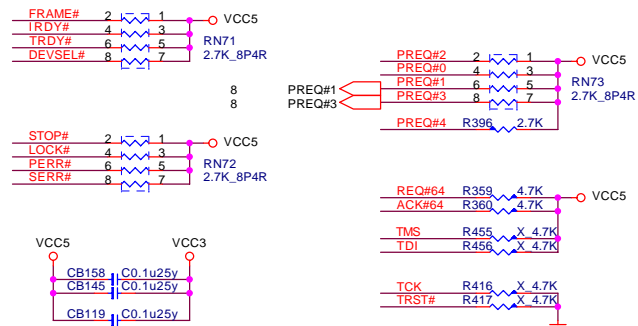 FRAME# 2 1 VCC5
IRDY# 4 3
TRDY# 6 5 RN71
DEVSEL# 8 7 2.7K_8P4R
PREQ#2 2 1 VCC5
PREQ#0 4 3
8 PREQ#1 PREQ#1 6 5 RN73
8 PREQ#3 PREQ#3 8 7 2.7K_8P4R
PREQ#4 R396 2.7K
STOP# 2 1 VCC5
LOCK# 4 3
PERR# 6 5 RN72
SERR# 8 7 2.7K_8P4R
REQ#64 R359 4.7K VCC5
ACK#64 R360 4.7K
TMS R455 X_4.7K
TDI R456 X_4.7K
TCK R416 X_4.7K
TRST# R417 X_4.7K
VCC5 VCC3
CB158 C0.1u25y
CB145 C0.1u25y
CB119 C0.1u25y